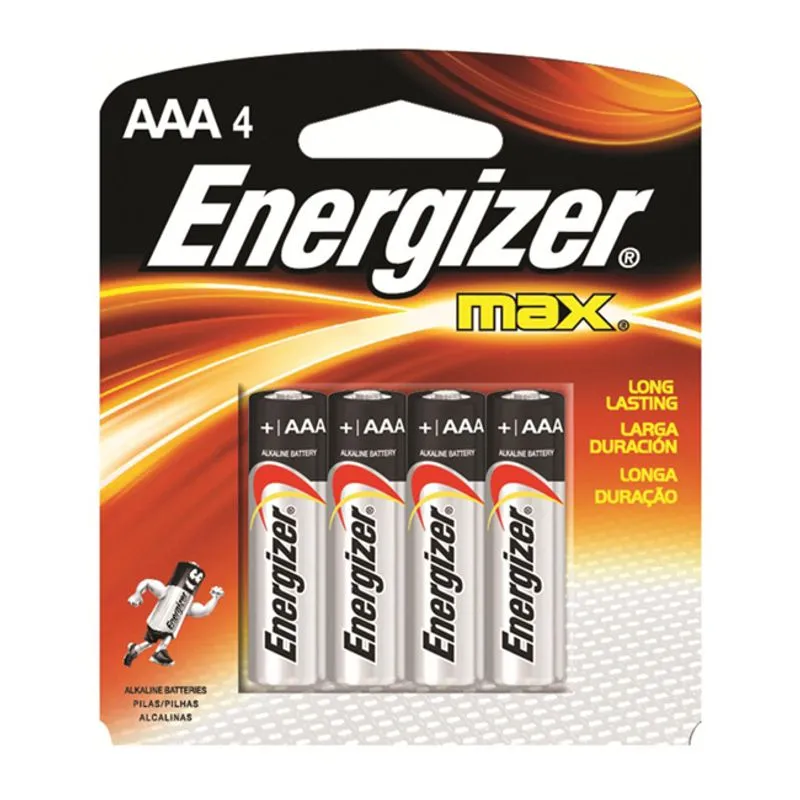 AAA 4
Energizer®
max®
LONG
LASTING
LARGA
DURACIÓN
LONGA
DURAÇÃO
+ AAA
ALKALINE BATTERY
Energizer®
+ AAA
ALKALINE BATTERY
Energizer®
+ AAA
ALKALINE BATTERY
Energizer®
+ AAA
ALKALINE BATTERY
Energizer®
Energizer
ALKALINE BATTERIES
PILAS/PILHAS
ALCALINAS